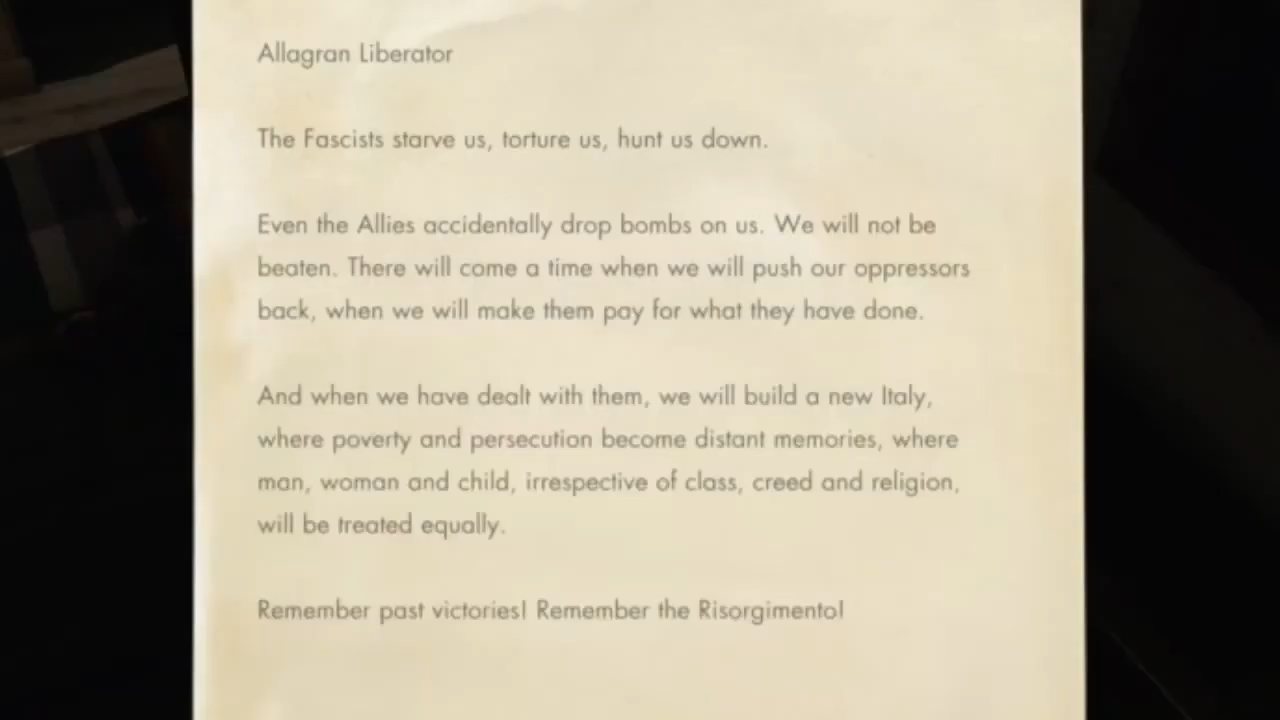 Allagran Liberator
The Fascists starve us, torture us, hunt us down.
Even the Allies accidentally drop bombs on us. We will not be
beaten. There will come a time when we will push our oppressors
back, when we will make them pay for what they have done.
And when we have dealt with them, we will build a new Italy,
where poverty and persecution become distant memories, where
man, woman and child, irrespective of class, creed and religion,
will be treated equally.
Remember past victories! Remember the Risorgimento!